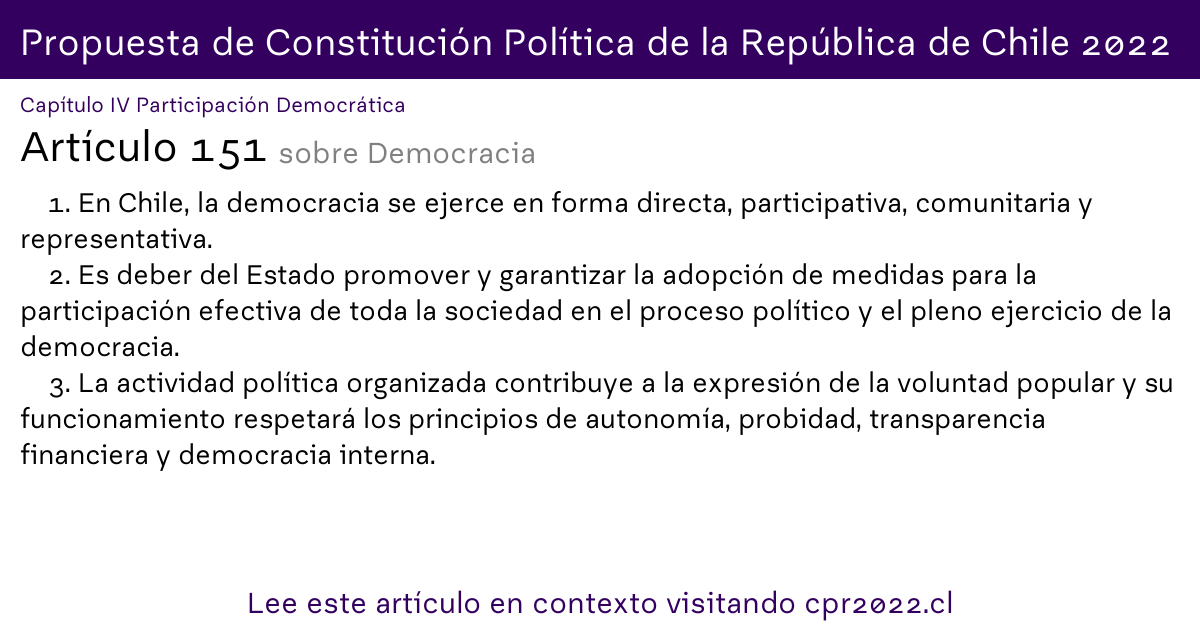 Propuesta de Constitución Política de la República de Chile 2022
Capítulo IV Participación Democrática
Artículo 151 sobre Democracia
1. En Chile, la democracia se ejerce en forma directa, participativa, comunitaria y
representativa.
2. Es deber del Estado promover y garantizar la adopción de medidas para la
participación efectiva de toda la sociedad en el proceso político y el pleno ejercicio de la
democracia.
3. La actividad política organizada contribuye a la expresión de la voluntad popular y su
funcionamiento respetará los principios de autonomía, probidad, transparencia
financiera y democracia interna.
Lee este artículo en contexto visitando cpr2022.cl